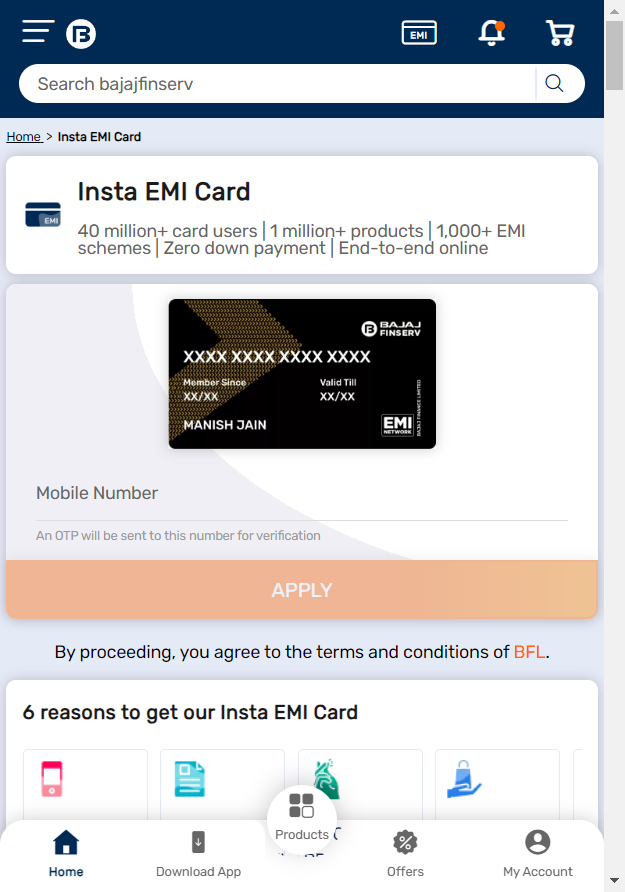 EMI
Search bajajfinserv
Home > Insta EMI Card
EMI
Insta EMI Card
40 million+ card users | 1 million+ products | 1,000+ EMI
schemes | Zero down payment | End-to-end online
BAJAJ
FINSERV
XXXX XXXX XXXX XXXX
Member Since
Valid Till
XX/XX
XX/XX
MANISH JAIN
EMI
NETWORK
BAJAJ FINANCE LIMITED
Mobile Number
An OTP will be sent to this number for verification
APPLY
By proceeding, you agree to the terms and conditions of BFL.
6 reasons to get our Insta EMI Card
Products
Home
Download App
Offers
My Account